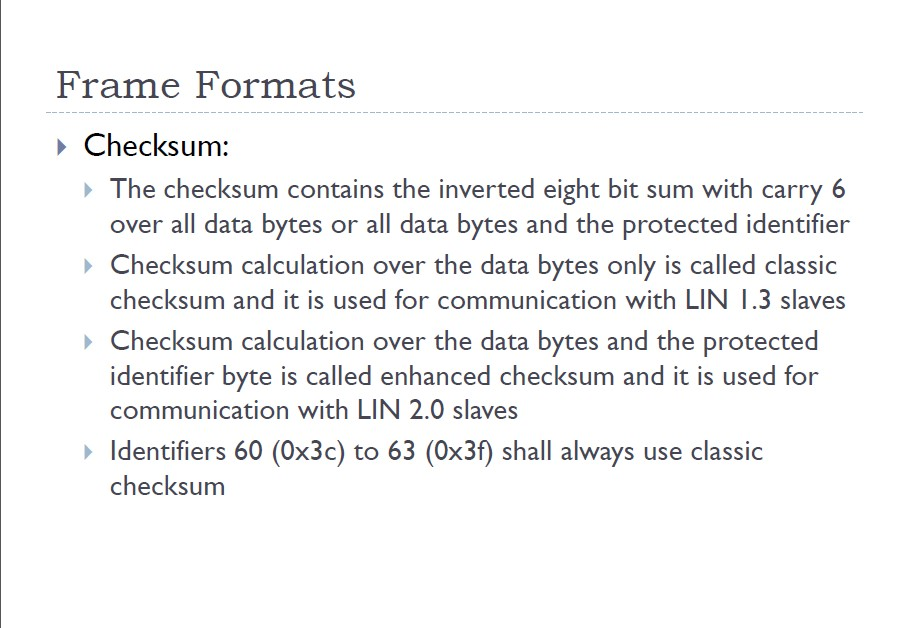 Frame Formats
Checksum:
The checksum contains the inverted eight bit sum with carry 6
over all data bytes or all data bytes and the protected identifier
Checksum calculation over the data bytes only is called classic
checksum and it is used for communication with LIN 1.3 slaves
Checksum calculation over the data bytes and the protected
identifier byte is called enhanced checksum and it is used for
communication with LIN 2.0 slaves
Identifiers 60 (0x3c) to 63 (0x3f) shall always use classic
checksum